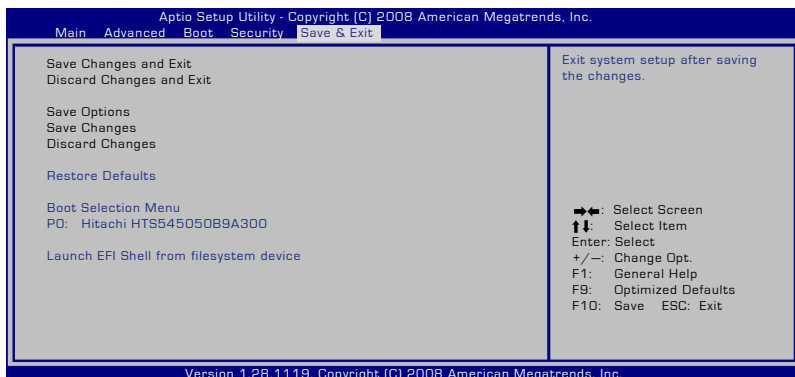 Aptio Setup Utility - Copyright (C) 2008 American Megatrends, Inc.
Main Advanced Boot Security Save & Exit
Save Changes and Exit
Discard Changes and Exit
Save Options
Save Changes
Discard Changes
Restore Defaults
Boot Selection Menu
P0: Hitachi HTS545050B9A300
Launch EFI Shell from filesystem device
Exit system setup after saving
the changes.
→←: Select Screen
↑↓: Select Item
Enter: Select
+/—: Change Opt.
F1: General Help
F9: Optimized Defaults
F10: Save ESC: Exit
Version 1.28.1119. Copyright (C) 2008 American Megatrends, Inc.